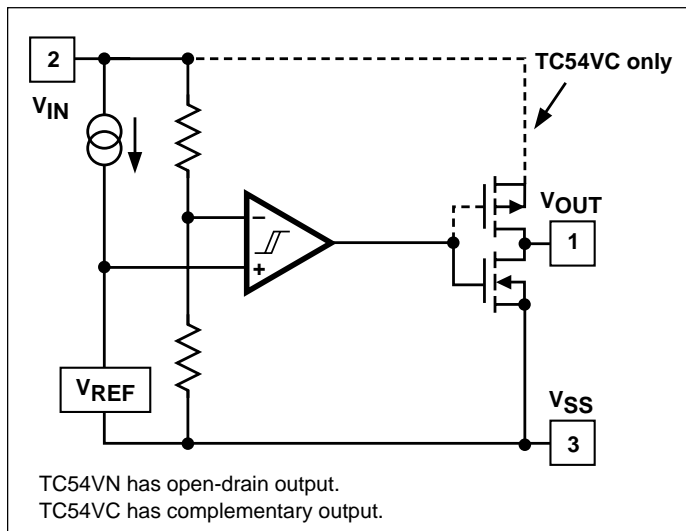 2
TC54VC only
VIN
VOUT
−
1
+
VREF
VSS
3
TC54VN has open-drain output.
TC54VC has complementary output.